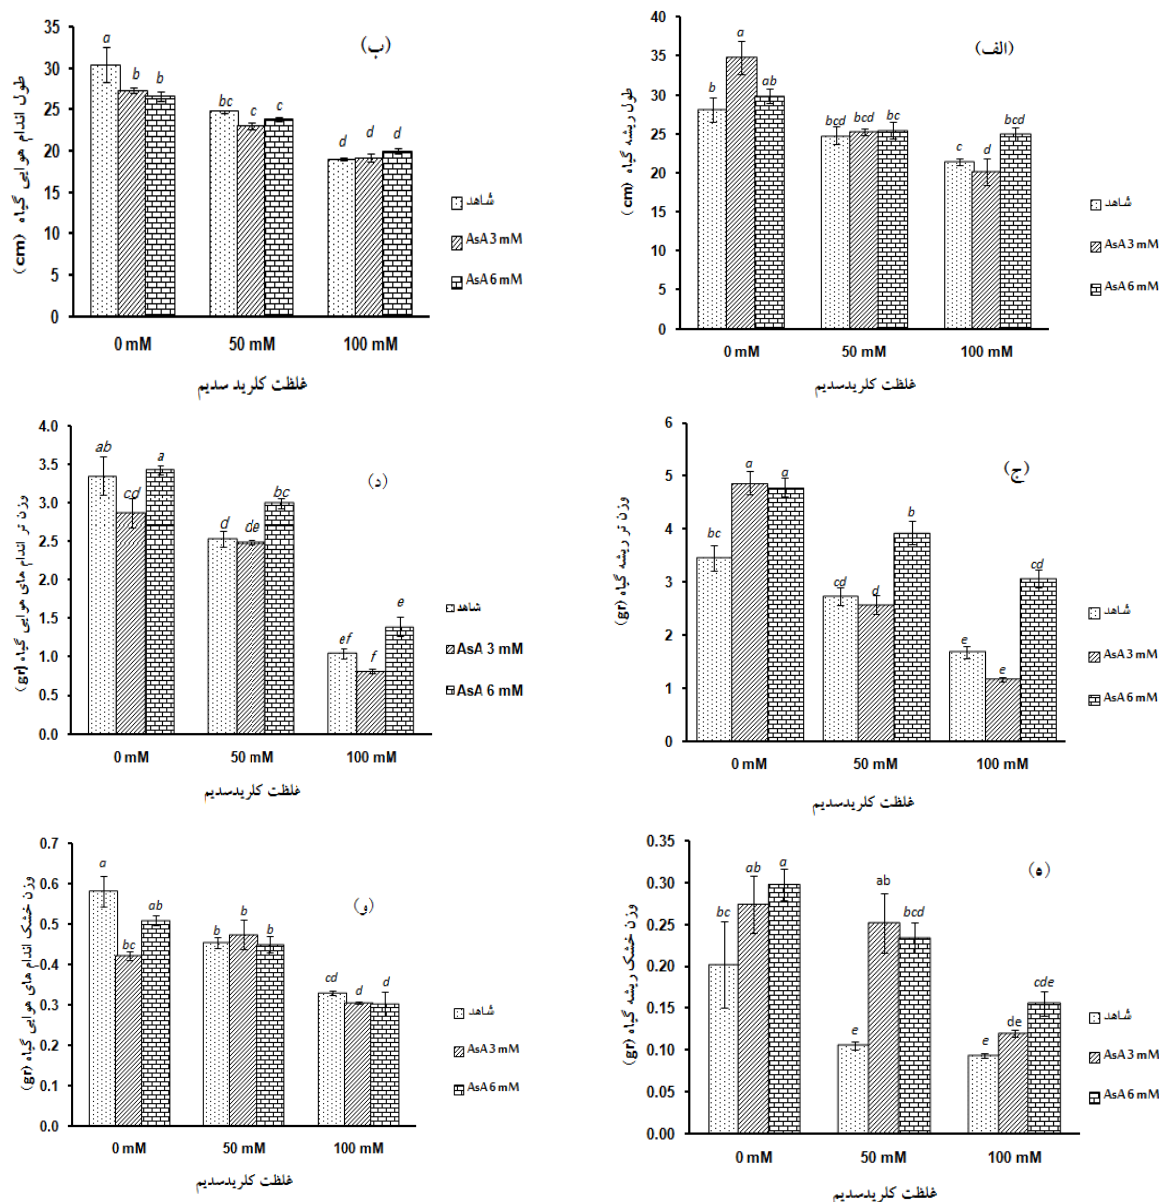 (الف)
طول ریشه گیاه (cm)
40
35
30
25
20
15
10
5
0
b
a
ab
bcd
bcd
bc
c
d
bcd
0 mM
50 mM
100 mM
غلظت کلریدسدیم
شاهد
AsA 3 mM
AsA 6 mM
(ب)
طول اندام هوایی گیاه (cm)
35
30
25
20
15
10
5
0
a
b
b
bc
c
c
d
d
d
0 mM
50 mM
100 mM
غلظت کلرید سدیم
شاهد
AsA 3 mM
AsA 6 mM
(ج)
وزن تر ریشه گیاه (gr)
6
5
4
3
2
1
0
bc
a
a
cd
d
b
e
e
cd
0 mM
50 mM
100 mM
غلظت کلریدسدیم
شاهد
AsA 3 mM
AsA 6 mM
(د)
وزن تر اندام های هوایی گیاه (gr)
4.0
3.5
3.0
2.5
2.0
1.5
1.0
0.5
0.0
ab
cd
a
d
de
bc
ef
f
e
0 mM
50 mM
100 mM
غلظت کلریدسدیم
شاهد
AsA 3 mM
AsA 6 mM
(ه)
وزن خشک ریشه گیاه (gr)
0.35
0.30
0.25
0.20
0.15
0.10
0.05
0.00
bc
ab
a
e
ab
bcd
e
de
cde
0 mM
50 mM
100 mM
غلظت کلریدسدیم
شاهد
AsA 3 mM
AsA 6 mM
(و)
وزن خشک اندام های هوایی گیاه (gr)
0.7
0.6
0.5
0.4
0.3
0.2
0.1
0.0
a
bc
ab
b
b
b
cd
d
d
0 mM
50 mM
100 mM
غلظت کلریدسدیم
شاهد
AsA 3 mM
AsA 6 mM